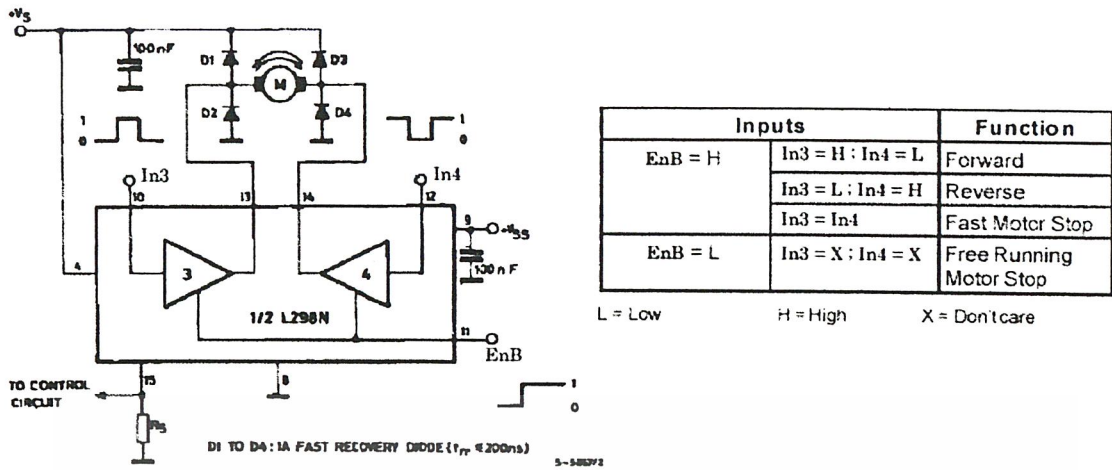 +Vs
100nF
D1
D3
M
D2
D4
1
0
1
0
In3
In4
10
13
14
12
9
+Vss
100 nF
4
3
4
1/2 L298N
11
EnB
15
8
TO CONTROL
CIRCUIT
Rs
1
0
D1 TO D4: 1A FAST RECOVERY DIODE (trr ≤ 200ns)
Inputs Function
EnB = H In3 = H ; In4 = L Forward
In3 = L ; In4 = H Reverse
In3 = In4 Fast Motor Stop
EnB = L In3 = X ; In4 = X Free Running
Motor Stop
L = Low H = High X = Don't care